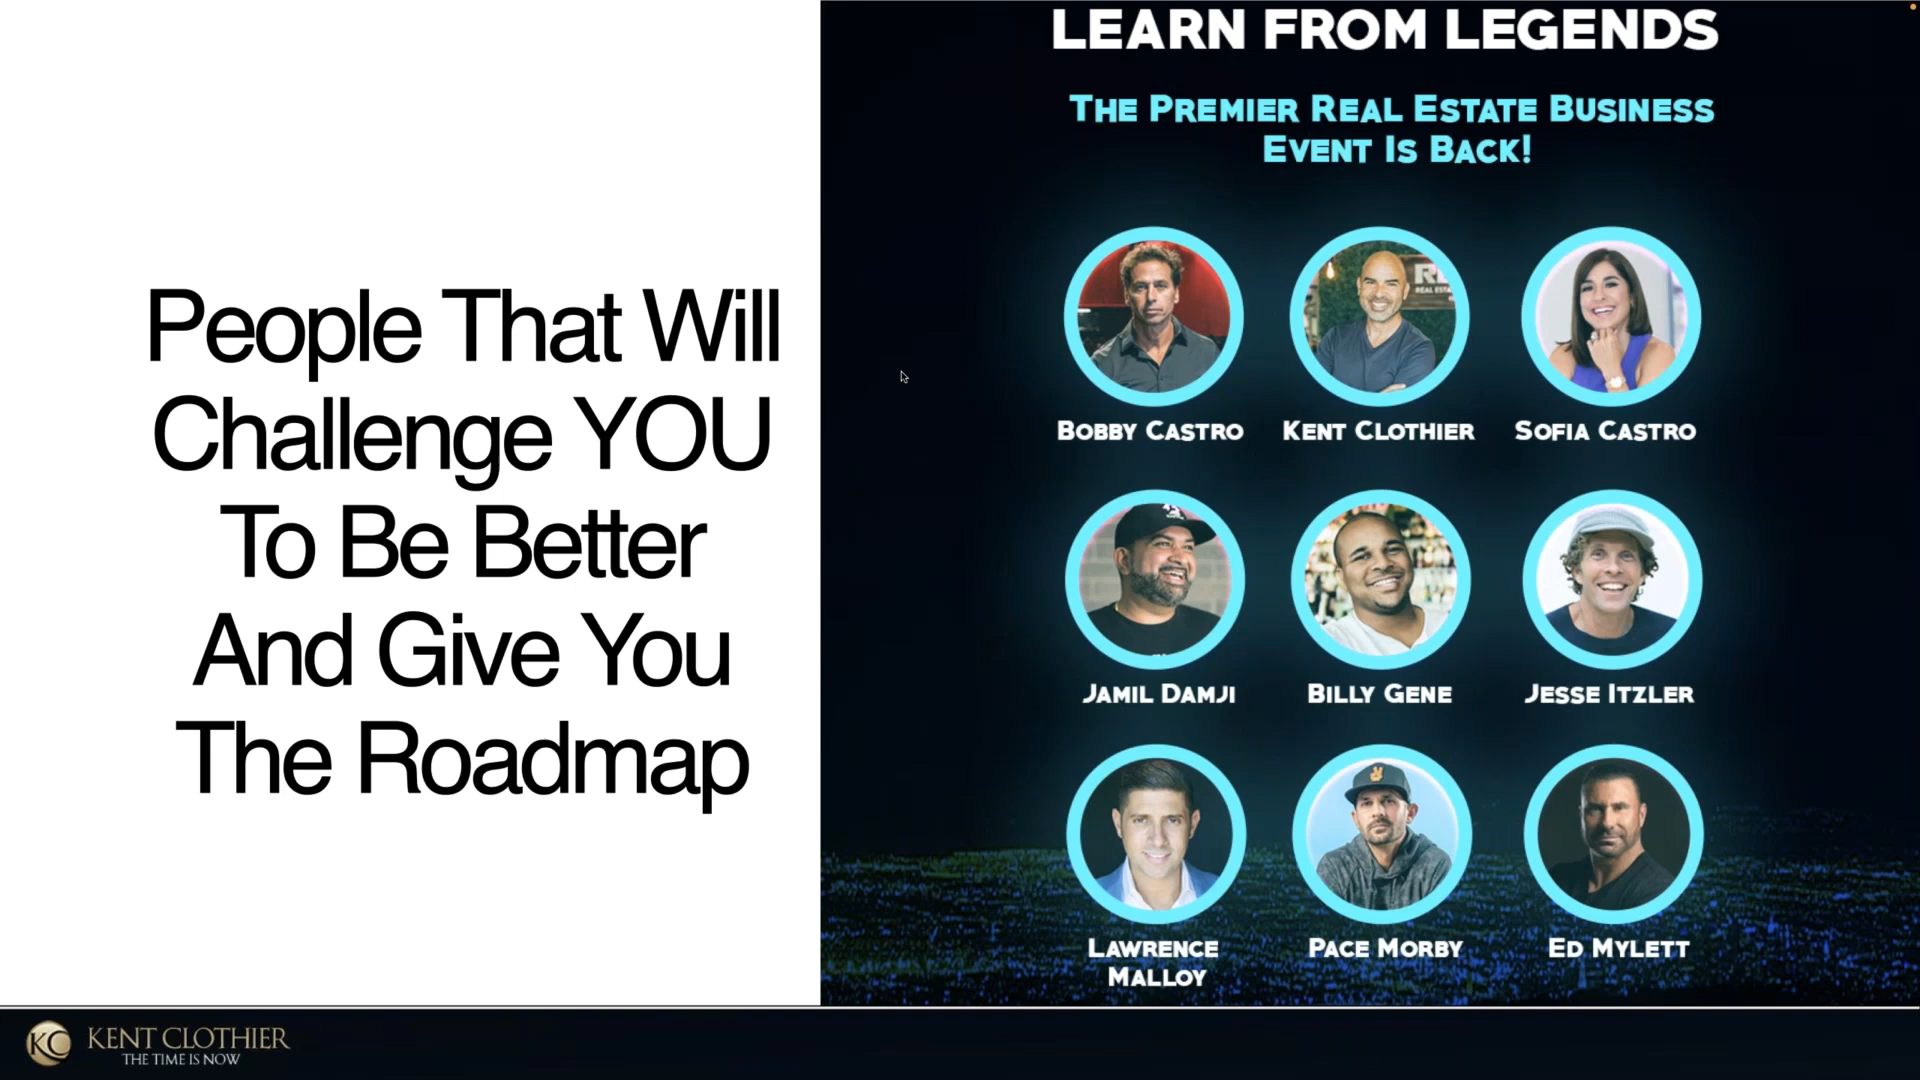 People That Will
Challenge YOU
To Be Better
And Give You
The Roadmap
LEARN FROM LEGENDS
THE PREMIER REAL ESTATE BUSINESS
EVENT IS BACK!
BOBBY CASTRO
KENT CLOTHIER
SOFIA CASTRO
JAMIL DAMJI
BILLY GENE
JESSE ITZLER
LAWRENCE
MALLOY
PACE MORBY
ED MYLETT
KC
KENT CLOTHIER
THE TIME IS NOW